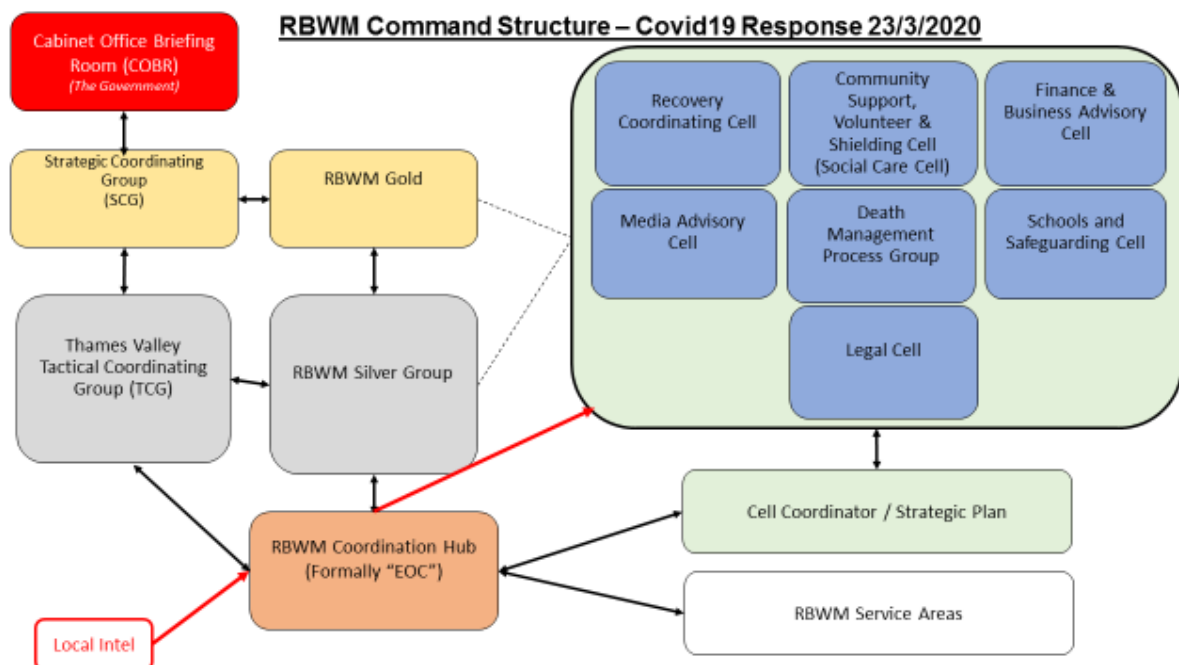 RBWM Command Structure – Covid19 Response 23/3/2020
Cabinet Office Briefing
Room (COBR)
(The Government)
Strategic Coordinating
Group
(SCG)
RBWM Gold
Thames Valley
Tactical Coordinating
Group (TCG)
RBWM Silver Group
Recovery
Coordinating Cell
Community
Support,
Volunteer &
Shielding Cell
(Social Care Cell)
Finance &
Business Advisory
Cell
Media Advisory
Cell
Death
Management
Process Group
Schools and
Safeguarding Cell
Legal Cell
RBWM Coordination Hub
(Formally “EOC”)
Cell Coordinator / Strategic Plan
RBWM Service Areas
Local Intel